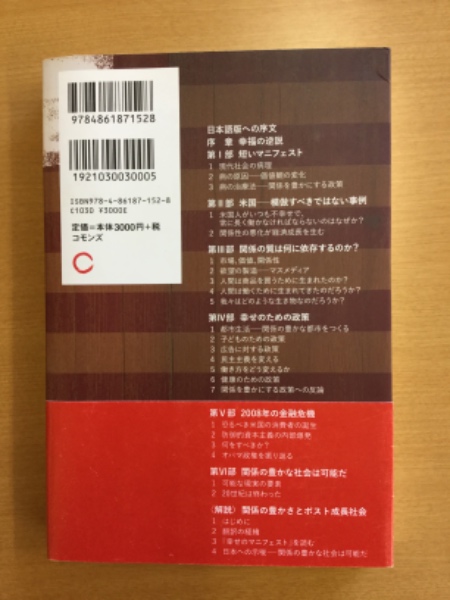 9784861871528
1921030030005
ISBN978-4-86187-152-8
C1030 ¥3000E
定価=本体3000円+税
コモンズ
日本語版への序文
序 章 幸福の逆説
第Ⅰ部 短いマニフェスト
1 現代社会の病理
2 病の原因──価値観の変化
3 病の治療法──関係を豊かにする政策
第Ⅱ部 米国──模倣すべきではない事例
1 米国人がいつも不幸せで、
常に長く働かなければならないのはなぜか?
2 関係性の悪化が経済成長を生む
第Ⅲ部 関係の質は何に依存するのか?
1 市場、価値、関係性
2 欲望の製造──マスメディア
3 人間は商品を買うために生まれたのか?
4 人間は働くために生まれてきたのだろうか?
5 我々はどのような生き物なのだろうか?
第Ⅳ部 幸せのための政策
1 都市生活──関係の豊かな都市をつくる
2 子どものための政策
3 広告に対する政策
4 民主主義を変える
5 働き方をどう変えるか
6 健康のための政策
7 関係を豊かにする政策への反論
第Ⅴ部 2008年の金融危機
1 恐るべき米国の消費者の誕生
2 防御的資本主義の内部爆発
3 何をすべきか?
4 オバマ政権を振り返る
第Ⅵ部 関係の豊かな社会は可能だ
1 可能な現実の要素
2 20世紀は終わった
〈解説〉関係の豊かさとポスト成長社会
1 はじめに
2 翻訳の経緯
3 『幸せのマニフェスト』を読む
4 日本への示唆──関係の豊かな社会は可能だ